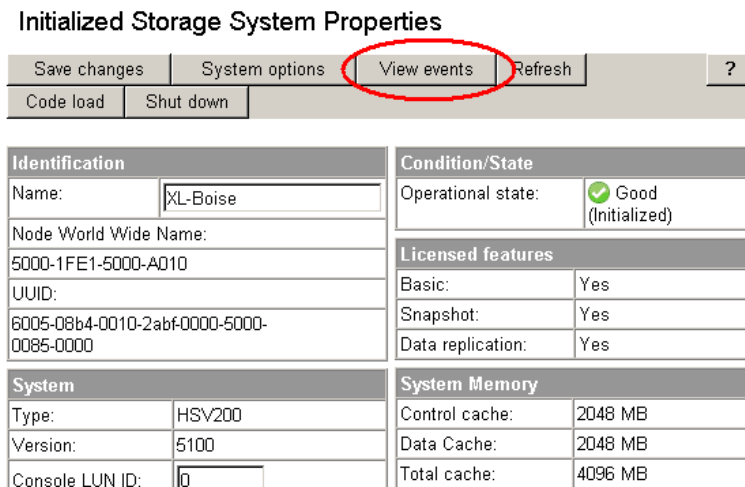 Initialized Storage System Properties
Save changes System options View events Refresh ?
Code load Shut down
Identification
Name: XL-Boise
Node World Wide Name:
5000-1FE1-5000-A010
UUID:
6005-08b4-0010-2abf-0000-5000-
0085-0000
Condition/State
Operational state: Good
(Initialized)
Licensed features
Basic: Yes
Snapshot: Yes
Data replication: Yes
System
Type: HSV200
Version: 5100
Console LUN ID: 0
System Memory
Control cache: 2048 MB
Data Cache: 2048 MB
Total cache: 4096 MB